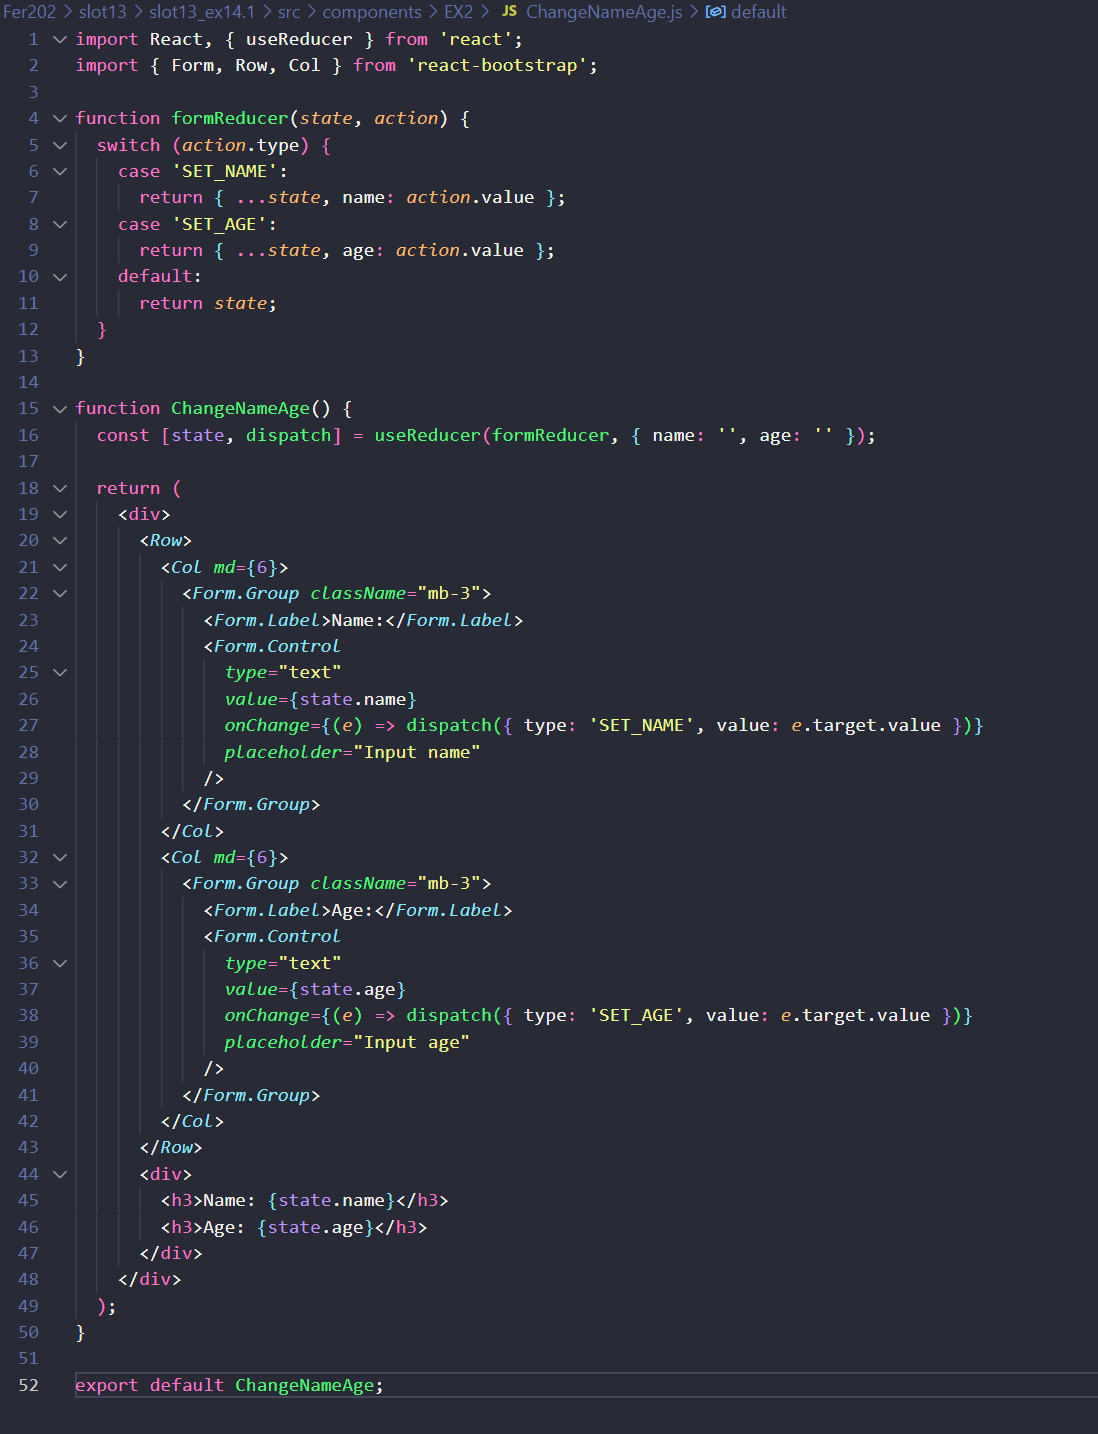 Fer202 > slot13 > slot13_ex14.1 > src > components > EX2 > JS ChangeNameAge.js > default
1 import React, { useReducer } from 'react';
2 import { Form, Row, Col } from 'react-bootstrap';
3
4 function formReducer(state, action) {
5   switch (action.type) {
6     case 'SET_NAME':
7       return { ...state, name: action.value };
8     case 'SET_AGE':
9       return { ...state, age: action.value };
10     default:
11       return state;
12   }
13 }
14
15 function ChangeNameAge() {
16   const [state, dispatch] = useReducer(formReducer, { name: '', age: '' });
17
18   return (
19     <div>
20       <Row>
21         <Col md={6}>
22           <Form.Group className="mb-3">
23             <Form.Label>Name:</Form.Label>
24             <Form.Control
25               type="text"
26               value={state.name}
27               onChange={(e) => dispatch({ type: 'SET_NAME', value: e.target.value })}
28               placeholder="Input name"
29             />
30           </Form.Group>
31         </Col>
32         <Col md={6}>
33           <Form.Group className="mb-3">
34             <Form.Label>Age:</Form.Label>
35             <Form.Control
36               type="text"
37               value={state.age}
38               onChange={(e) => dispatch({ type: 'SET_AGE', value: e.target.value })}
39               placeholder="Input age"
40             />
41           </Form.Group>
42         </Col>
43       </Row>
44       <div>
45         <h3>Name: {state.name}</h3>
46         <h3>Age: {state.age}</h3>
47       </div>
48     </div>
49   );
50 }
51
52 export default ChangeNameAge;